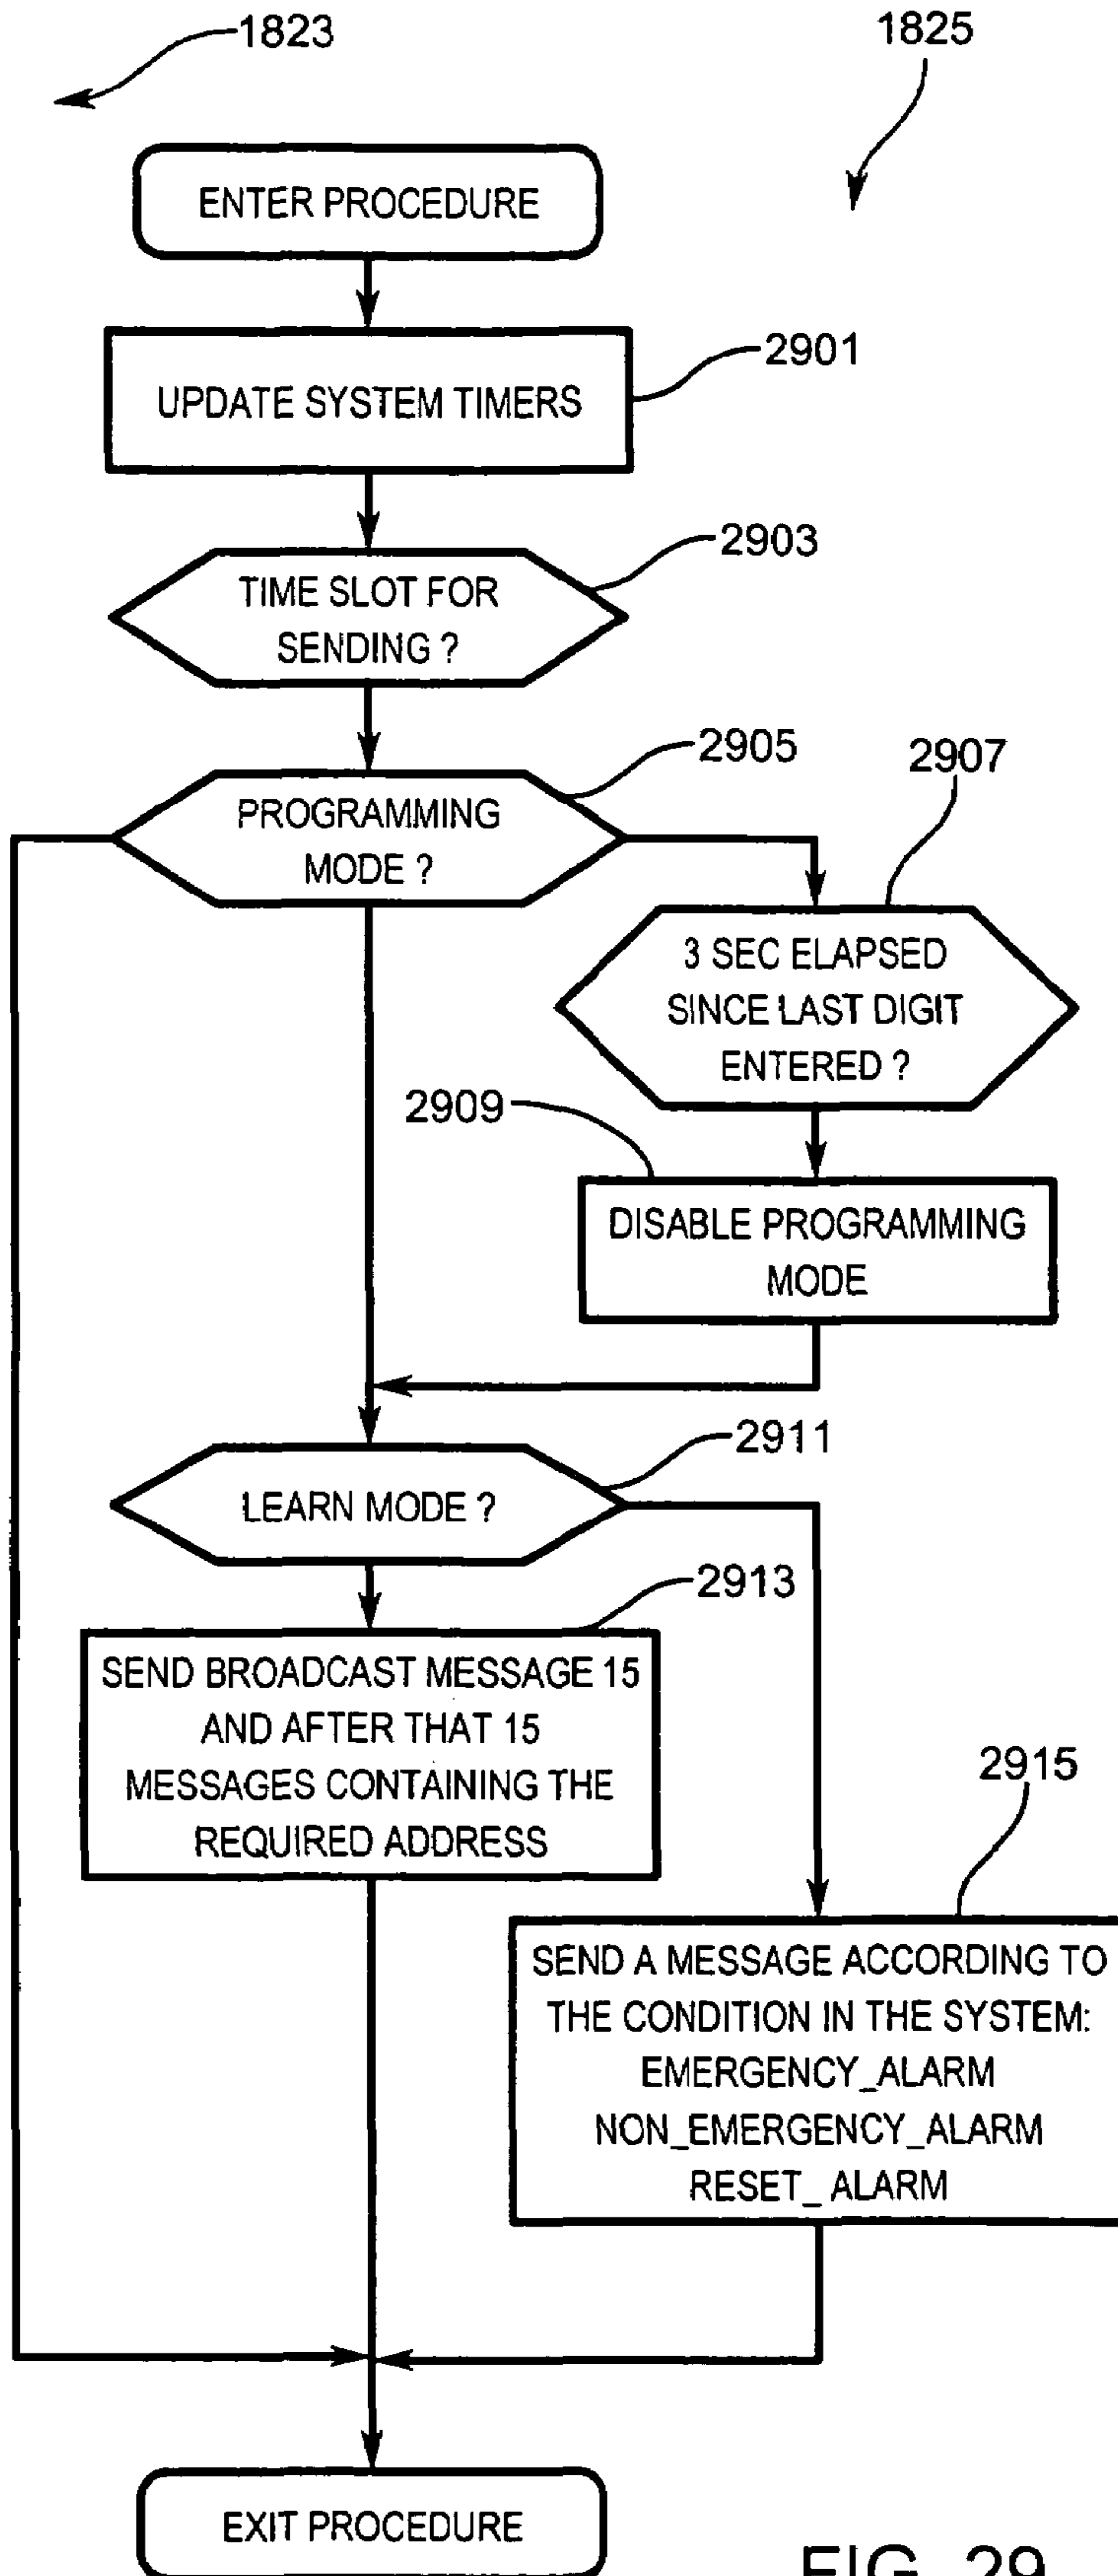 1823
1825
ENTER PROCEDURE
2901
UPDATE SYSTEM TIMERS
2903
TIME SLOT FOR
SENDING ?
2905
2907
PROGRAMMING
MODE ?
3 SEC ELAPSED
SINCE LAST DIGIT
ENTERED ?
2909
DISABLE PROGRAMMING
MODE
2911
LEARN MODE ?
2913
SEND BROADCAST MESSAGE 15
AND AFTER THAT 15
MESSAGES CONTAINING THE
REQUIRED ADDRESS
2915
SEND A MESSAGE ACCORDING TO
THE CONDITION IN THE SYSTEM:
EMERGENCY_ALARM
NON_EMERGENCY_ALARM
RESET_ ALARM
EXIT PROCEDURE
FIG. 29